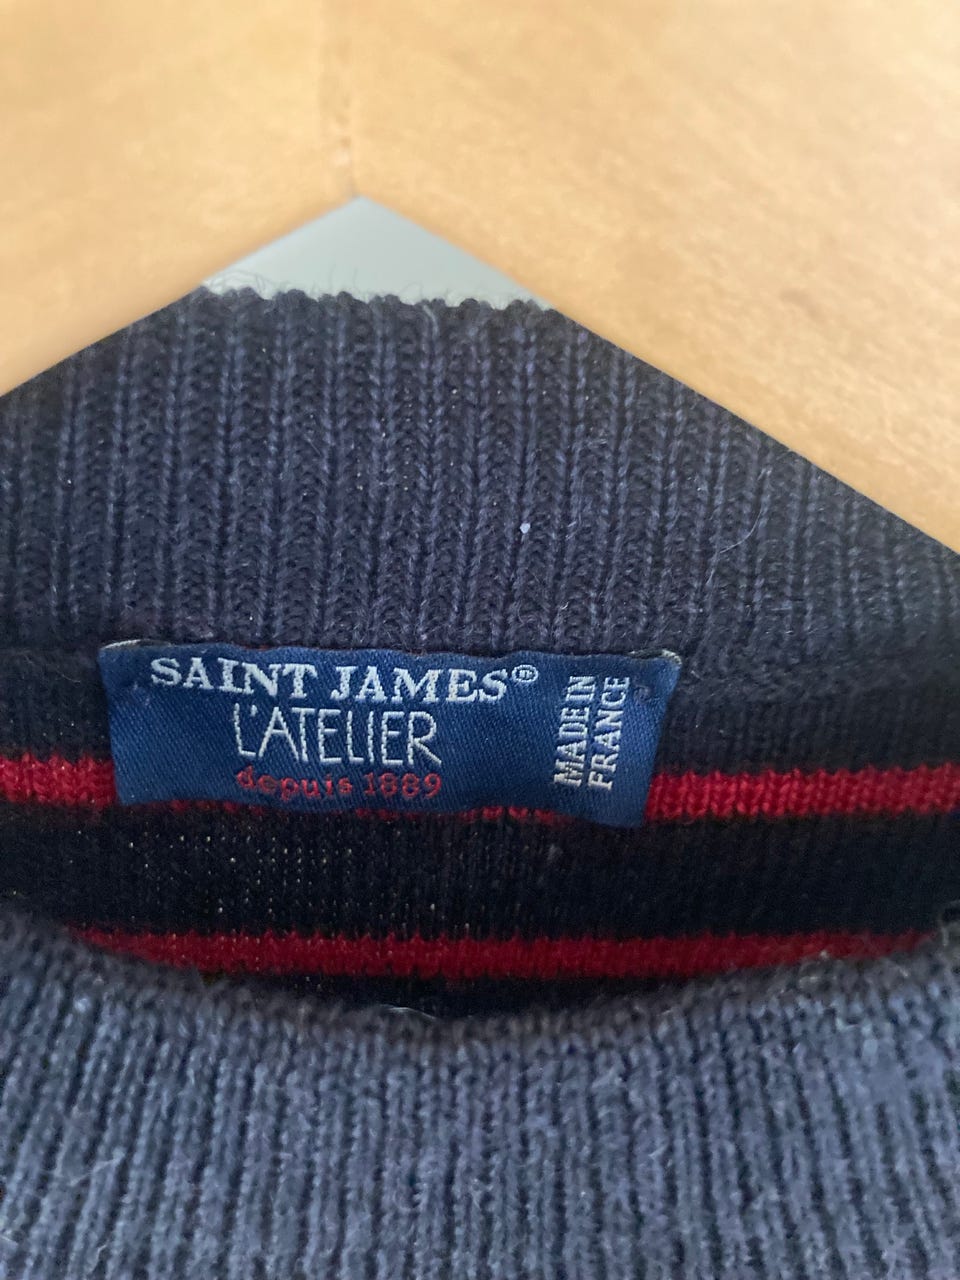 SAINT JAMES®
L'ATELIER
depuis 1889
MADE IN
FRANCE